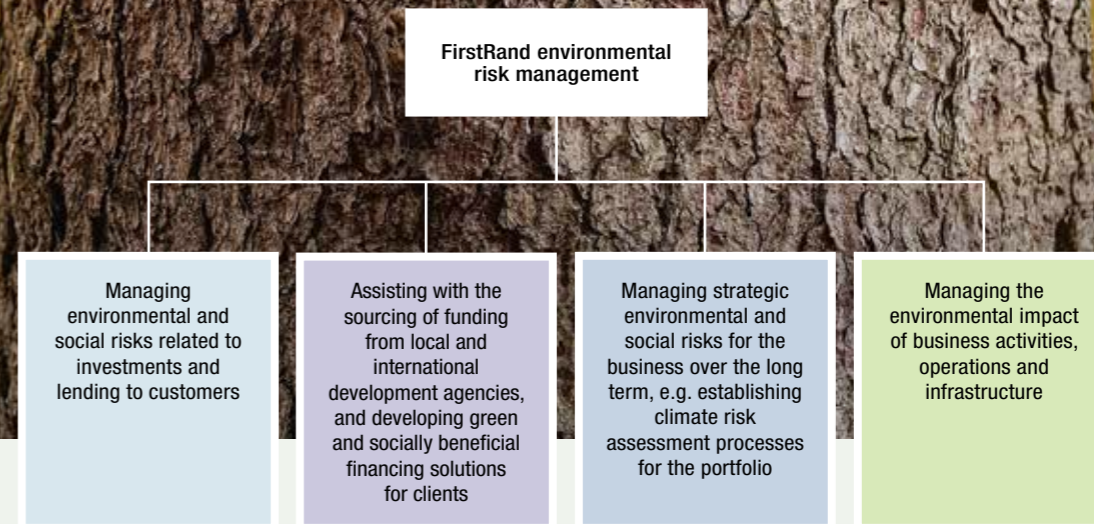 FirstRand environmental
risk management
Managing
environmental and
social risks related to
investments and
lending to customers
Assisting with the
sourcing of funding
from local and
international
development agencies,
and developing green
and socially beneficial
financing solutions
for clients
Managing strategic
environmental and
social risks for the
business over the long
term, e.g. establishing
climate risk
assessment processes
for the portfolio
Managing the
environmental impact
of business activities,
operations and
infrastructure